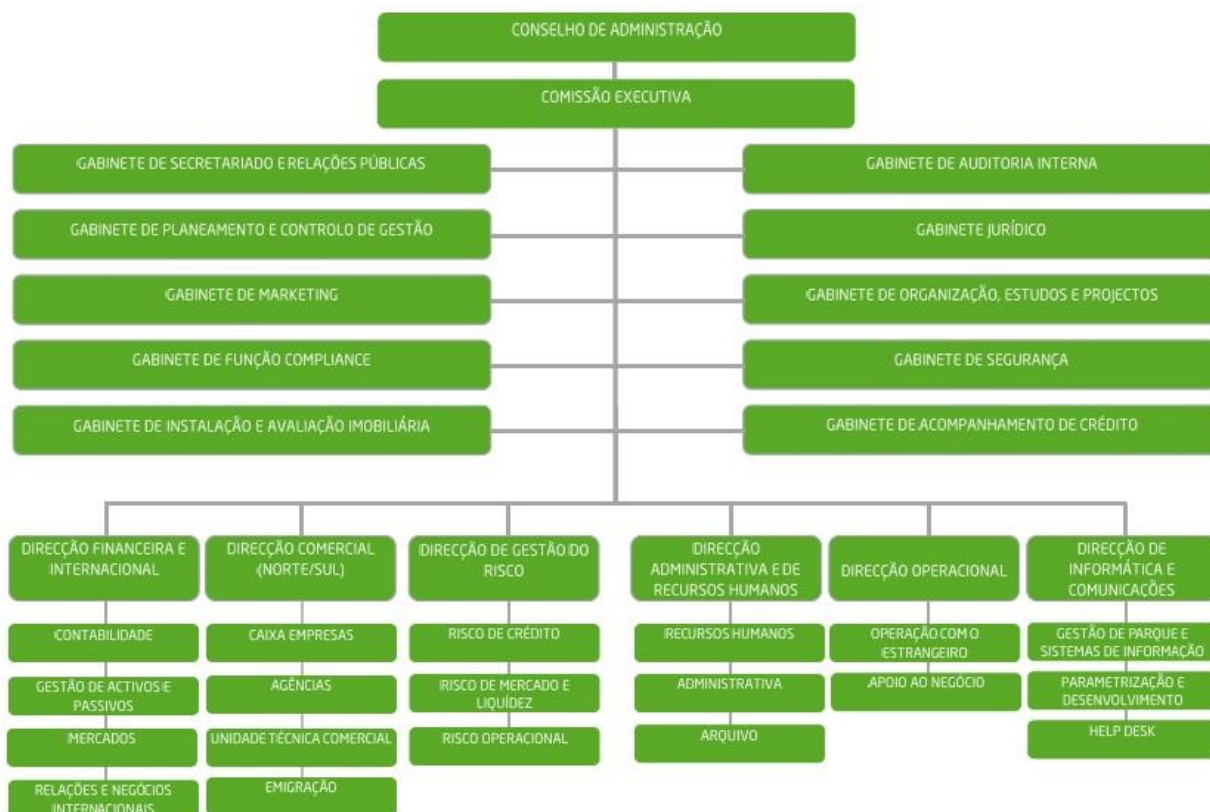 CONSELHO DE ADMINISTRAÇÃO
COMISSÃO EXECUTIVA
GABINETE DE SECRETARIADO E RELAÇÕES PÚBLICAS
GABINETE DE AUDITORIA INTERNA
GABINETE DE PLANEAMENTO E CONTROLO DE GESTÃO
GABINETE JURÍDICO
GABINETE DE MARKETING
GABINETE DE ORGANIZAÇÃO, ESTUDOS E PROJECTOS
GABINETE DE FUNÇÃO COMPLIANCE
GABINETE DE SEGURANÇA
GABINETE DE INSTALAÇÃO E AVALIAÇÃO IMOBILIÁRIA
GABINETE DE ACOMPANHAMENTO DE CRÉDITO
DIRECÇÃO FINANCEIRA E
INTERNACIONAL
DIRECÇÃO COMERCIAL
(NORTE/SUL)
DIRECÇÃO DE GESTÃO DO
RISCO
DIRECÇÃO
ADMINISTRATIVA E DE
RECURSOS HUMANOS
DIRECÇÃO OPERACIONAL
DIRECÇÃO DE
INFORMÁTICA E
COMUNICAÇÕES
CONTABILIDADE
CAIXA EMPRESAS
RISCO DE CRÉDITO
RECURSOS HUMANOS
OPERAÇÃO COM O
ESTRANGEIRO
GESTÃO DE PARQUE E
SISTEMAS DE INFORMAÇÃO
GESTÃO DE ACTIVOS E
PASSIVOS
AGÊNCIAS
RISCO DE MERCADO E
LIQUÍDEZ
ADMINISTRATIVA
APOIO AO NEGÓCIO
PARAMETRIZAÇÃO E
DESENVOLVIMENTO
MERCADOS
UNIDADE TÉCNICA COMERCIAL
RISCO OPERACIONAL
ARQUIVO
HELP DESK
RELAÇÕES E NEGÓCIOS
INTERNACIONAIS
EMIGRAÇÃO